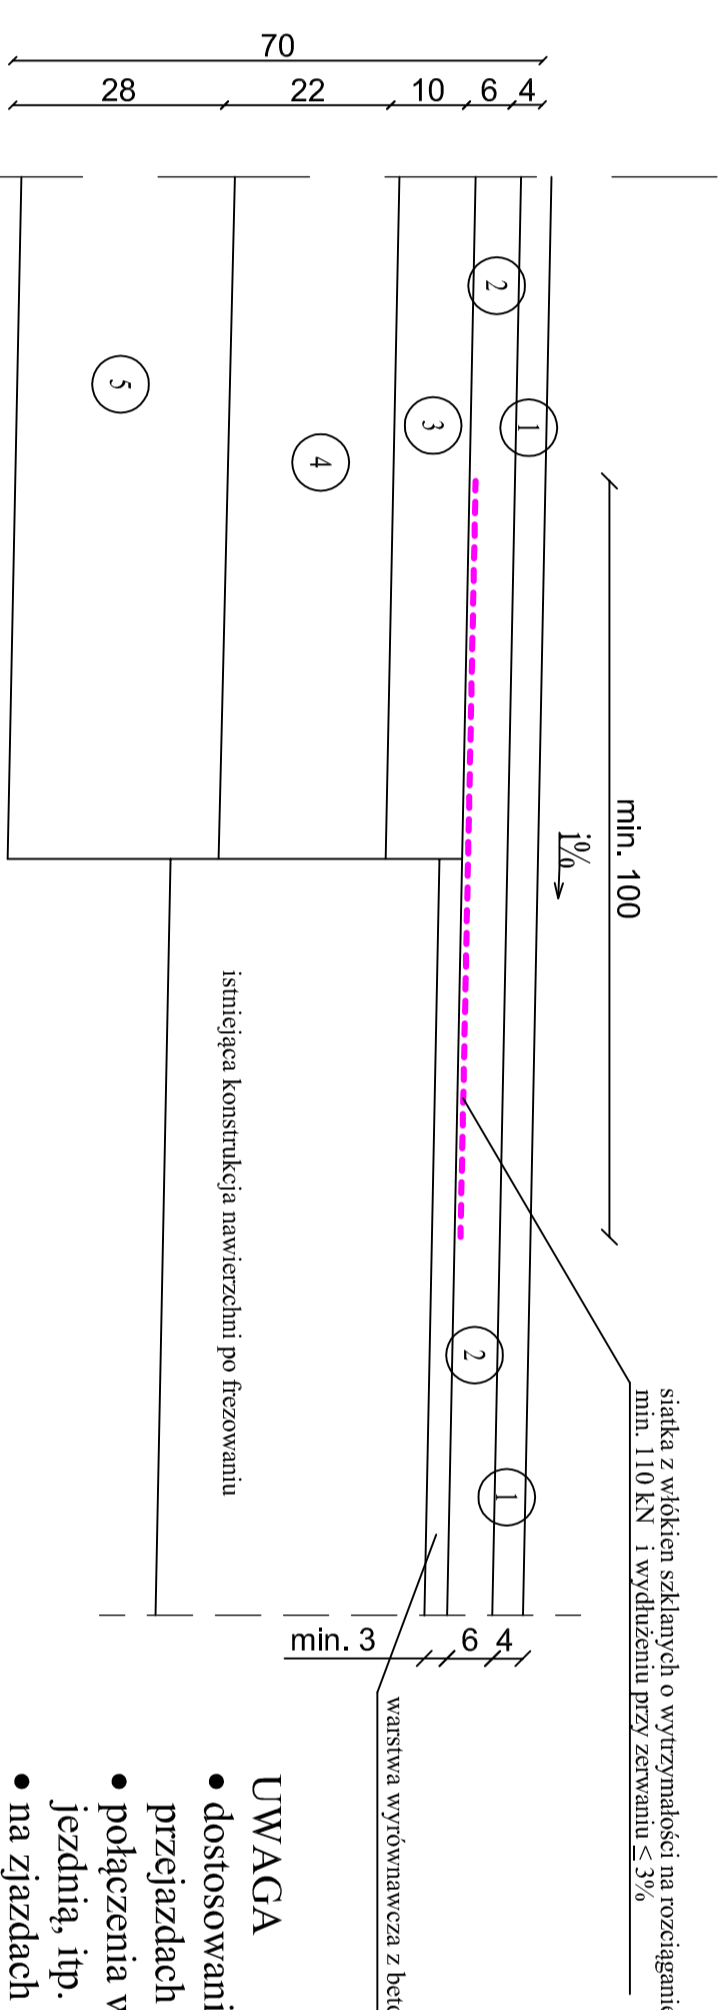 siatka z włókien szklanych o wytrzymałości na rozciąganie
min. 110 kN i wydłużeniu przy zerwaniu ≤ 3%
min. 100
i%
70
28
22
10
6
4
1
2
3
4
5
1
2
istniejąca konstrukcja nawierzchni po frezowaniu
4
6
min. 3
warstwa wyrównawcza z
UWAGA
•
przejazdach
• połączenia
jezdnią, itp.
• na zjazdach